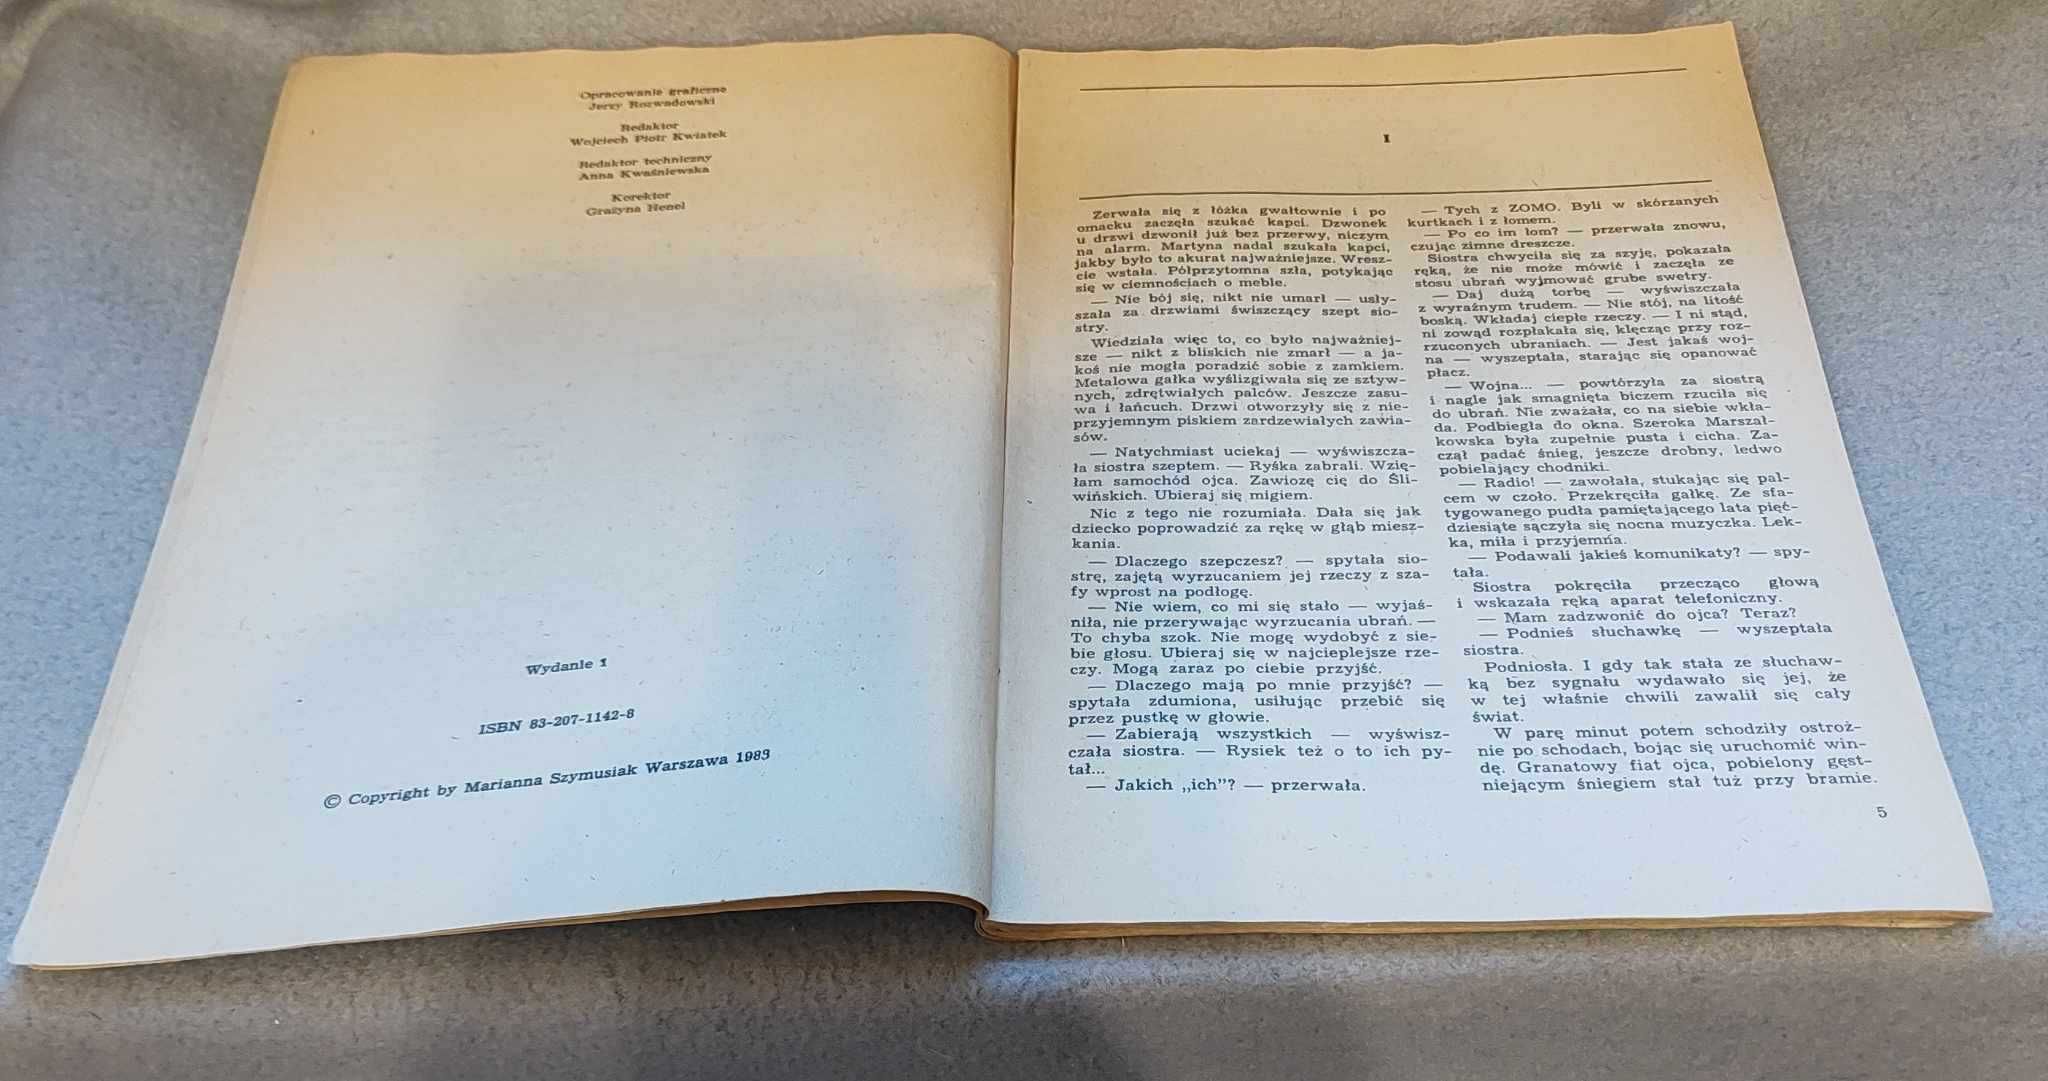 Opracowanie graficzne
Jerzy Rozwadowski
Redaktor
Wojciech Piotr Kwiatek
Redaktor techniczny
Anna Kwaśniewska
Korektor
Grażyna Henel
Wydanie 1
ISBN 83-207-1142-8
© Copyright by Marianna Szymusiak Warszawa 1989
I
Zerwała się z łóżka gwałtownie i po
omacku zaczęła szukać kapci. Dzwonek
u drzwi dzwonił już bez przerwy, niczym
na alarm. Martyna nadal szukała kapci,
jakby było to akurat najważniejsze. Wresz-
cie wstała. Półprzytomna szła, potykając
się w ciemnościach o meble.
— Nie bój się, nikt nie umarł — usły-
szała za drzwiami świszczący szept sio-
stry.
Wiedziała więc to, co było najważniej-
sze — nikt z bliskich nie zmarł — a ja-
koś nie mogła poradzić sobie z zamkiem.
Metalowa gałka wyślizgiwała się ze sztyw-
nych, zdrętwiałych palców. Jeszcze zasu-
wa i łańcuch. Drzwi otworzyły się z nie-
przyjemnym piskiem zardzewiałych zawia-
sów.
— Natychmiast uciekaj — wyświszcza-
ła siostra szeptem. — Ryśka zabrali. Wzię-
łam samochód ojca. Zawiozę cię do Śli-
wińskich. Ubieraj się migiem.
Nic z tego nie rozumiała. Dała się jak
dziecko poprowadzić za rękę w głąb miesz-
kania.
— Dlaczego szepczesz? — spytała sio-
strę, zajętą wyrzucaniem jej rzeczy z sza-
fy wprost na podłogę.
— Nie wiem, co mi się stało — wyjaś-
niła, nie przerywając wyrzucania ubrań. —
To chyba szok. Nie mogę wydobyć z sie-
bie głosu. Ubieraj się w najcieplejsze rze-
czy. Mogą zaraz po ciebie przyjść.
— Dlaczego mają po mnie przyjść? —
spytała zdumiona, usiłując przebić się
przez pustkę w głowie.
— Zabierają wszystkich — wyświsz-
czała siostra. — Rysiek też o to ich py-
tał...
— Jakich „ich”? — przerwała.
— Tych z ZOMO. Byli w skórzanych
kurtkach i z łomem.
— Po co im łom? — przerwała znowu,
czując zimne dreszcze.
Siostra chwyciła się za szyję, pokazała
ręką, że nie może mówić i zaczęła ze
stosu ubrań wyjmować grube swetry.
— Daj dużą torbę — wyświszczała
z wyraźnym trudem. — Nie stój, na litość
boską. Wkładaj ciepłe rzeczy. — I ni stąd,
ni zowąd rozpłakała się, klęcząc przy roz-
rzuconych ubraniach. — Jest jakaś woj-
na — wyszeptała, starając się opanować
płacz.
— Wojna... — powtórzyła za siostrą
i nagle jak smagnięta biczem rzuciła się
do ubrań. Nie zważała, co na siebie wkła-
da. Podbiegła do okna. Szeroka Marszał-
kowska była zupełnie pusta i cicha. Za-
czął padać śnieg, jeszcze drobny, ledwo
pobielający chodniki.
— Radio! — zawołała, stukając się pal-
cem w czoło. Przekręciła gałkę. Ze sfa-
tygowanego pudła pamiętającego lata pięć-
dziesiąte sączyła się nocna muzyczka. Lek-
ka, miła i przyjemna.
— Podawali jakieś komunikaty? — spy-
tała.
Siostra pokręciła przecząco głową
i wskazała ręką aparat telefoniczny.
— Mam zadzwonić do ojca? Teraz?
— Podnieś słuchawkę — wyszeptała
siostra.
Podniosła. I gdy tak stała ze słuchaw-
ką bez sygnału wydawało się jej, że
w tej właśnie chwili zawalił się cały
świat.
W parę minut potem schodziły ostroż-
nie po schodach, bojąc się uruchomić win-
dę. Granatowy fiat ojca, pobielony gęst-
niejącym śniegiem stał tuż przy bramie.
5